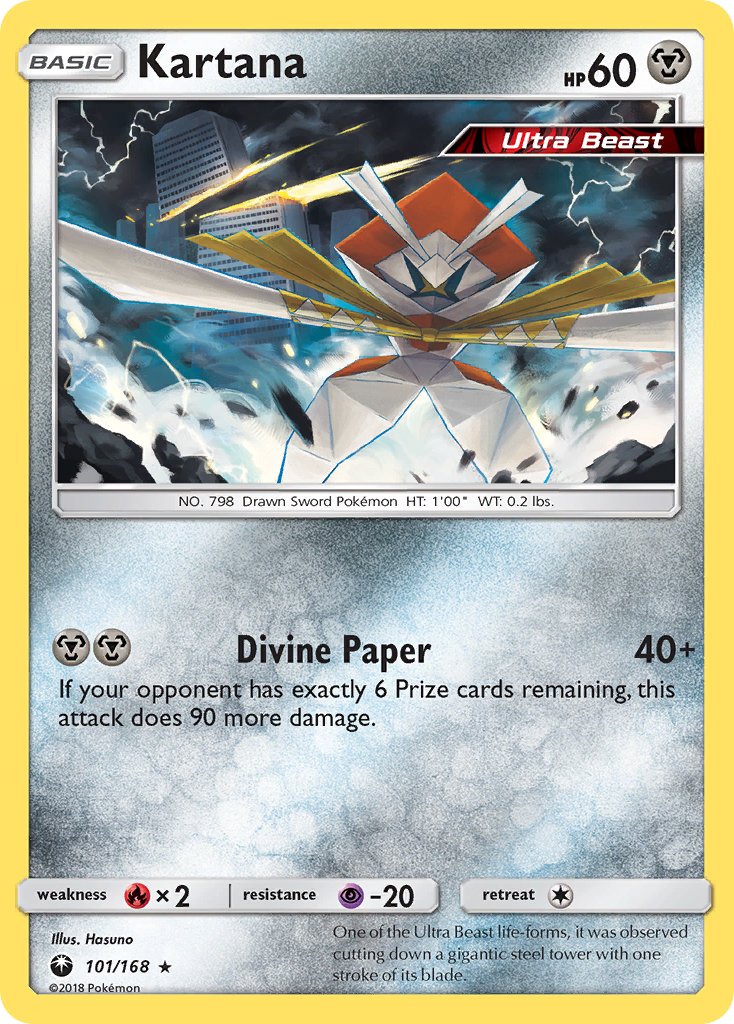 BASIC Kartana HP60
Ultra Beast
NO. 798 Drawn Sword Pokémon HT: 1'00" WT: 0.2 lbs.
Divine Paper 40+
If your opponent has exactly 6 Prize cards remaining, this
attack does 90 more damage.
weakness ×2 resistance -20 retreat
Illus. Hasuno
101/168 ★
©2018 Pokémon
One of the Ultra Beast life-forms, it was observed
cutting down a gigantic steel tower with one
stroke of its blade.